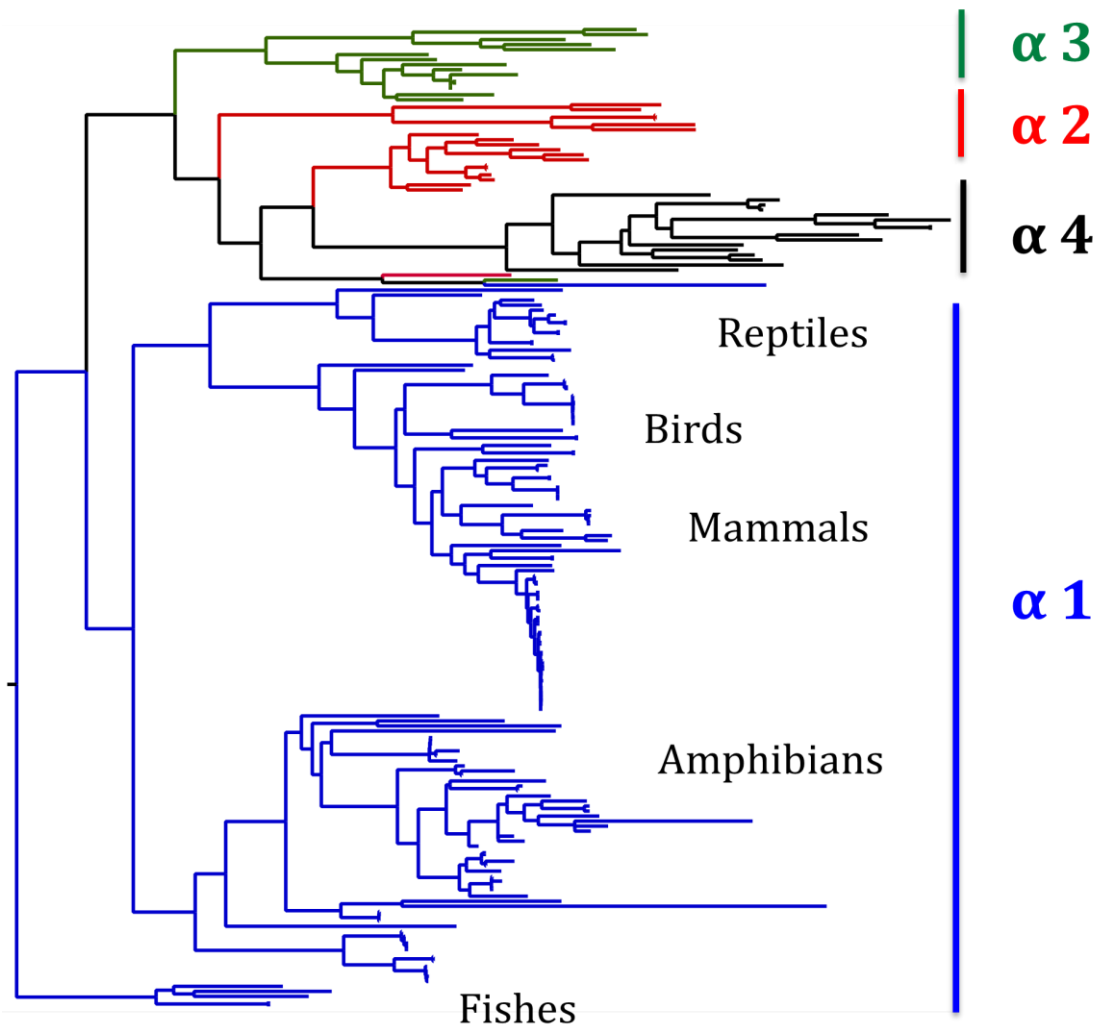 α 3
α 2
α 4
Reptiles
Birds
Mammals
α 1
Amphibians
Fishes